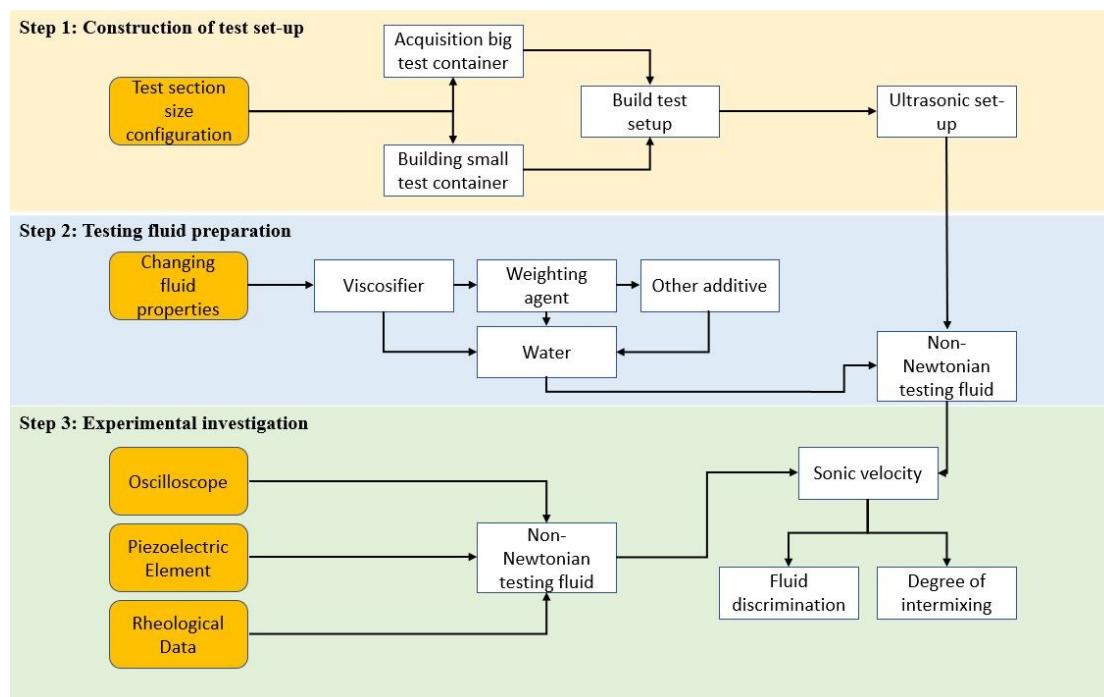 Step 1: Construction of test set-up
Acquisition big
test container
Test section
size
configuration
Build test
setup
Ultrasonic set-
up
Building small
test container
Step 2: Testing fluid preparation
Changing
fluid
properties
Viscosifier
Weighting
agent
Other additive
Water
Non-
Newtonian
testing fluid
Step 3: Experimental investigation
Oscilloscope
Sonic velocity
Piezoelectric
Element
Non-
Newtonian
testing fluid
Fluid
discrimination
Degree of
intermixing
Rheological
Data